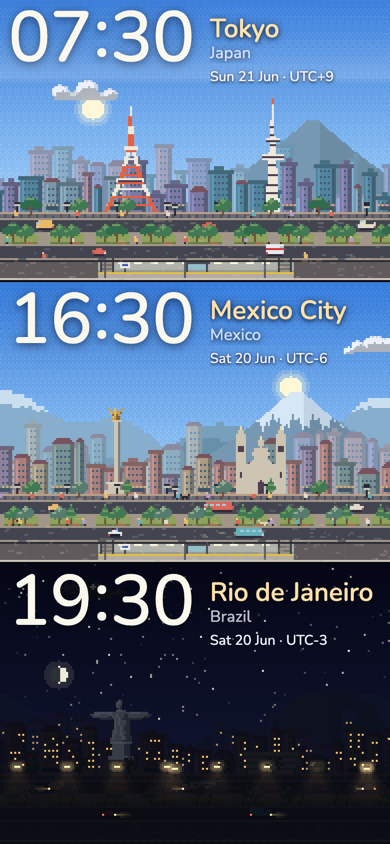 07:30
Tokyo
Japan
Sun 21 Jun · UTC+9
16:30
Mexico City
Mexico
Sat 20 Jun · UTC-6
19:30
Rio de Janeiro
Brazil
Sat 20 Jun · UTC-3